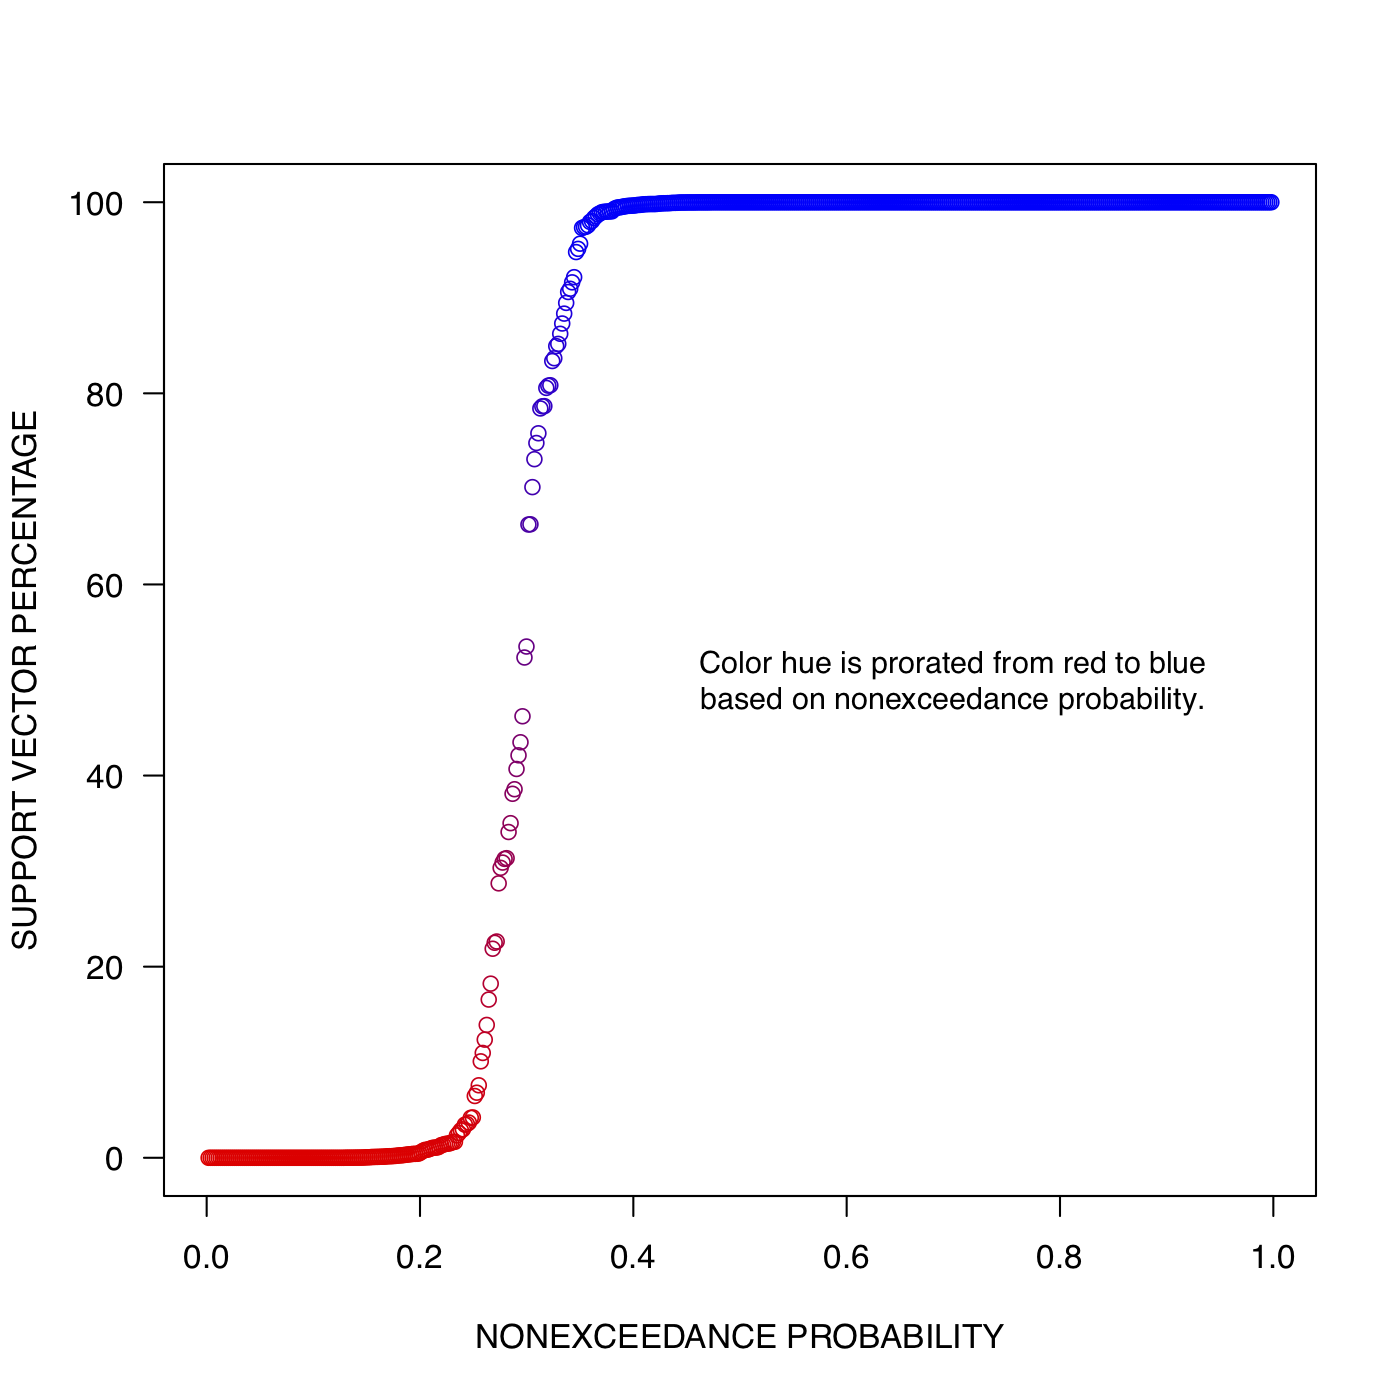 100
80
60
40
20
0
SUPPORT VECTOR PERCENTAGE
Color hue is prorated from red to blue
based on nonexceedance probability.
0.0 0.2 0.4 0.6 0.8 1.0
NONEXCEEDANCE PROBABILITY